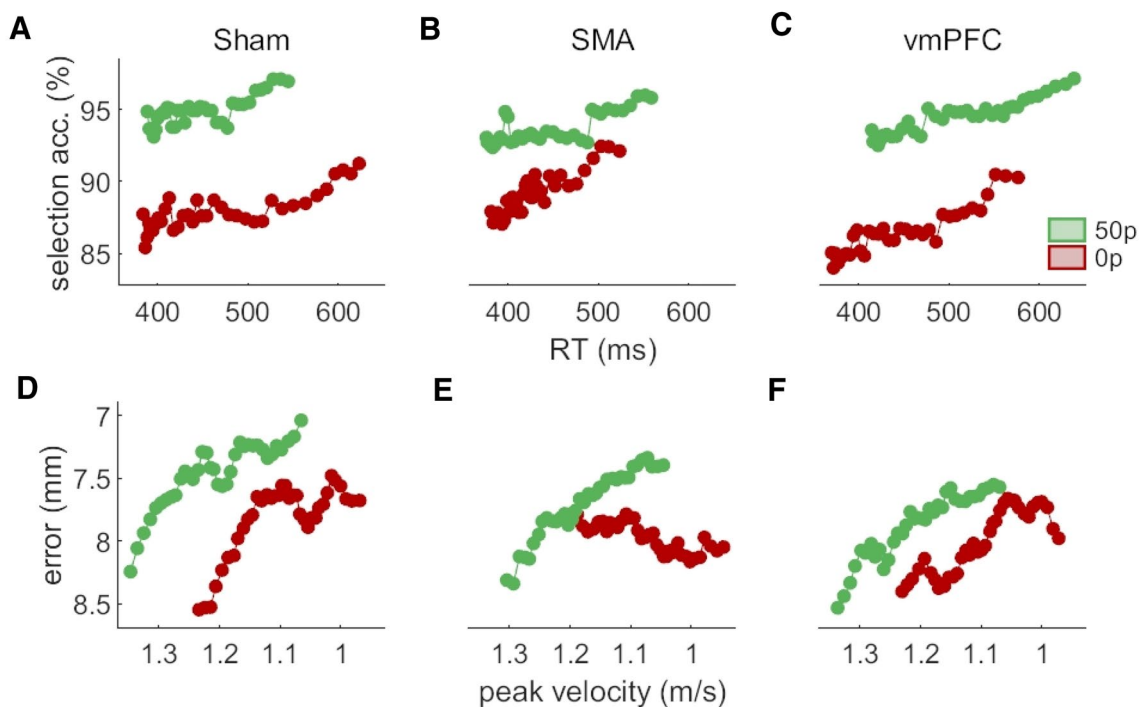 A
B
C
Sham
SMA
vmPFC
selection acc. (%)
95
90
85
400
500
600
400
500
600
400
500
600
RT (ms)
50p
0p
D
E
F
error (mm)
7
7.5
8
8.5
1.3
1.2
1.1
1
1.3
1.2
1.1
1
1.3
1.2
1.1
1
peak velocity (m/s)